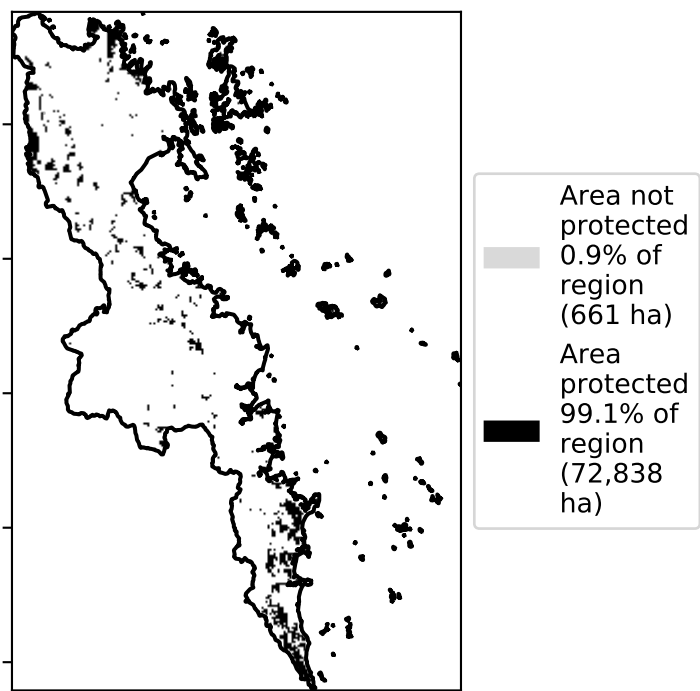 Area not
protected
0.9% of
region
(661 ha)
Area
protected
99.1% of
region
(72,838
ha)